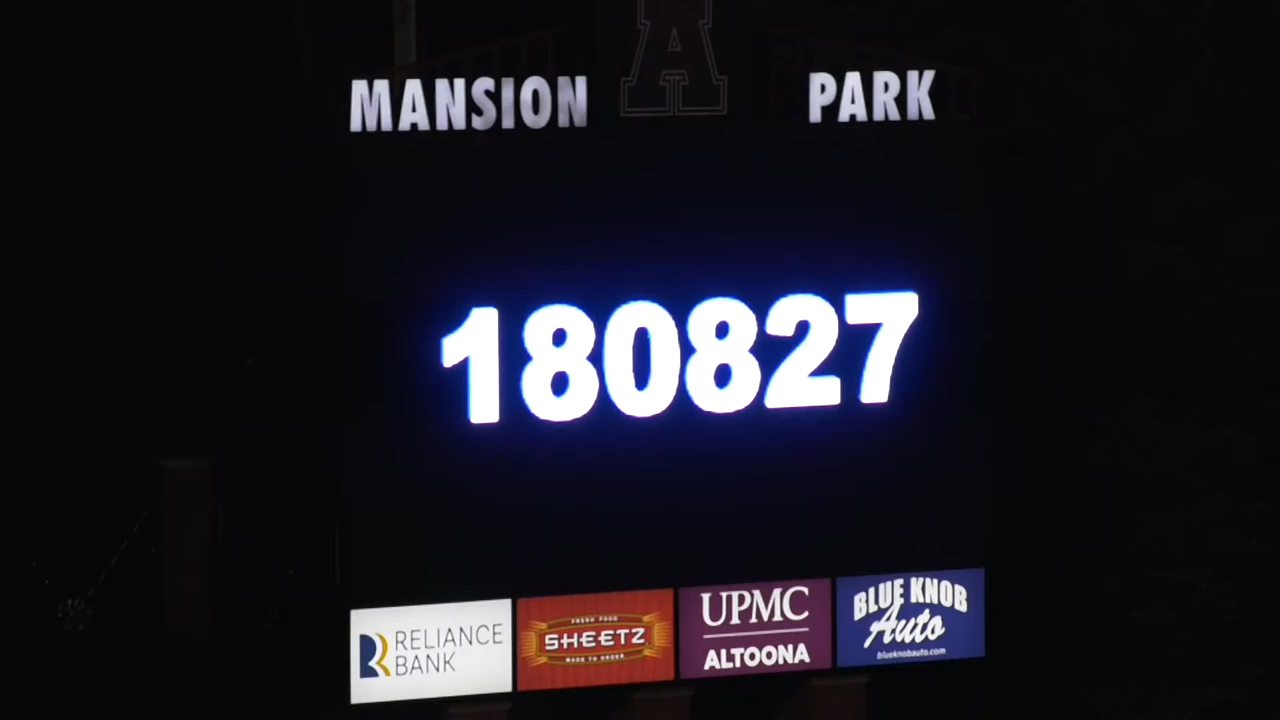 A
MANSION PARK
180827
RELIANCE
BANK
FRESH FOOD
SHEETZ
MADE TO ORDER
UPMC
ALTOONA
BLUE KNOB
Auto
blueknobauto.com